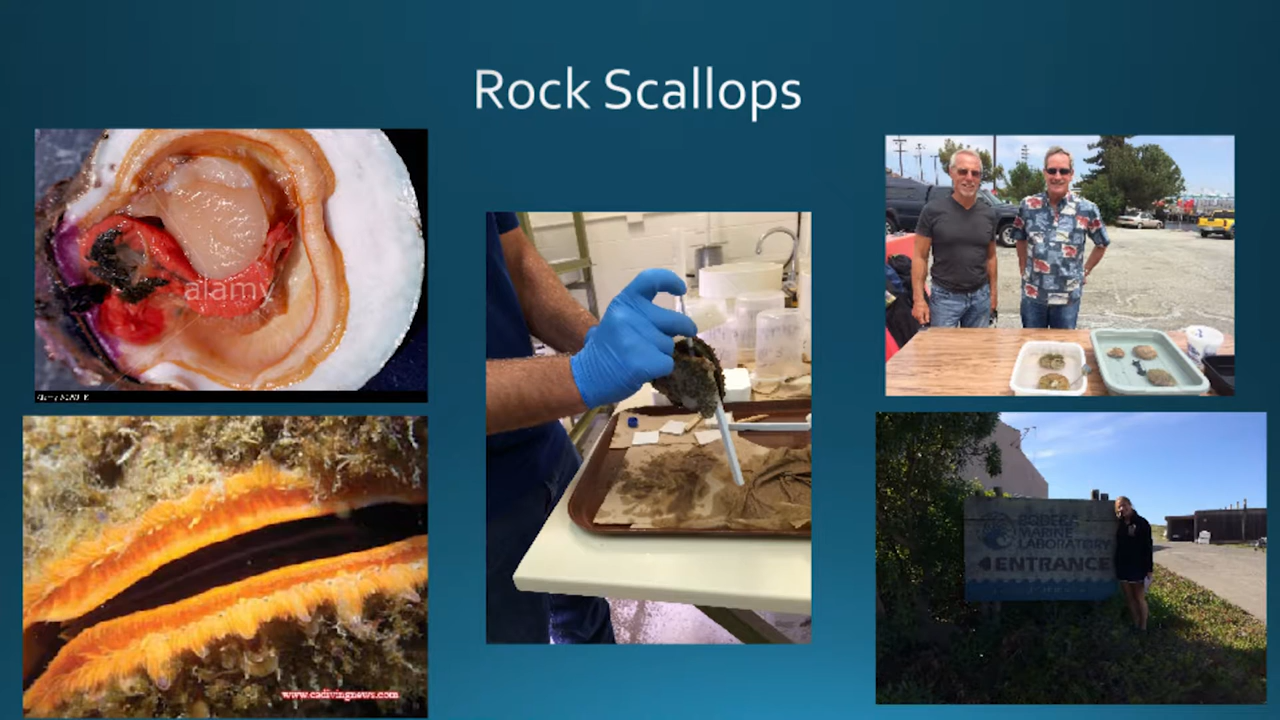 Rock Scallops
alamy
www.cadivingnews.com
BODEGA
MARINE
LABORATORY
ENTRANCE